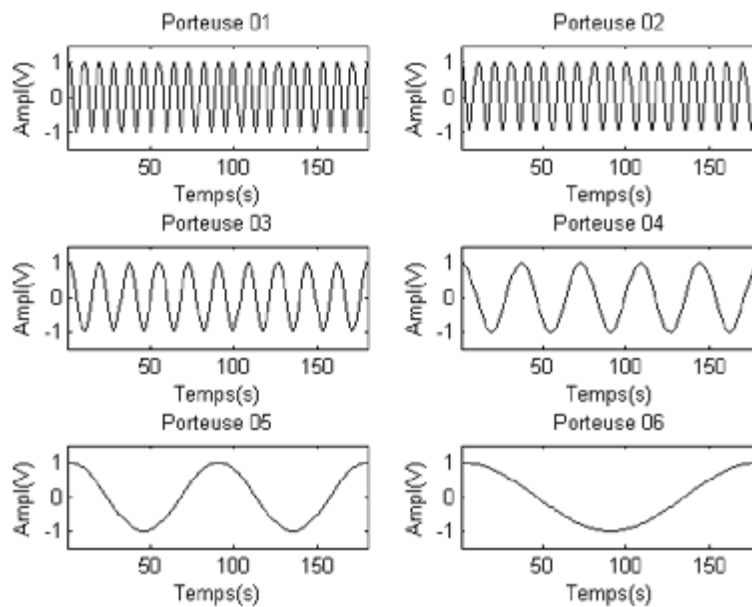 Porteuse 01
Ampl(V)
1
0
-1
50 100 150
Temps(s)
Porteuse 02
Ampl(V)
1
0
-1
50 100 150
Temps(s)
Porteuse 03
Ampl(V)
1
0
-1
50 100 150
Temps(s)
Porteuse 04
Ampl(V)
1
0
-1
50 100 150
Temps(s)
Porteuse 05
Ampl(V)
1
0
-1
50 100 150
Temps(s)
Porteuse 06
Ampl(V)
1
0
-1
50 100 150
Temps(s)